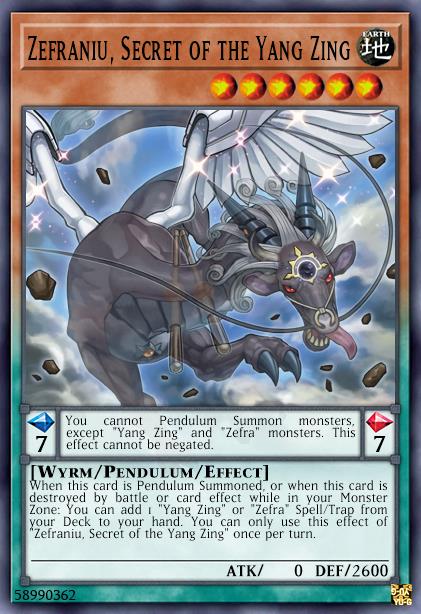 Zefraniu, Secret of the Yang Zing
EARTH
地
You cannot Pendulum Summon monsters,
except "Yang Zing" and "Zefra" monsters. This
effect cannot be negated.
7
7
[Wyrm/Pendulum/Effect]
When this card is Pendulum Summoned, or when this card is
destroyed by battle or card effect while in your Monster
Zone: You can add 1 "Yang Zing" or "Zefra" Spell/Trap from
your Deck to your hand. You can only use this effect of
"Zefraniu, Secret of the Yang Zing" once per turn.
ATK/ 0 DEF/2600
58990362